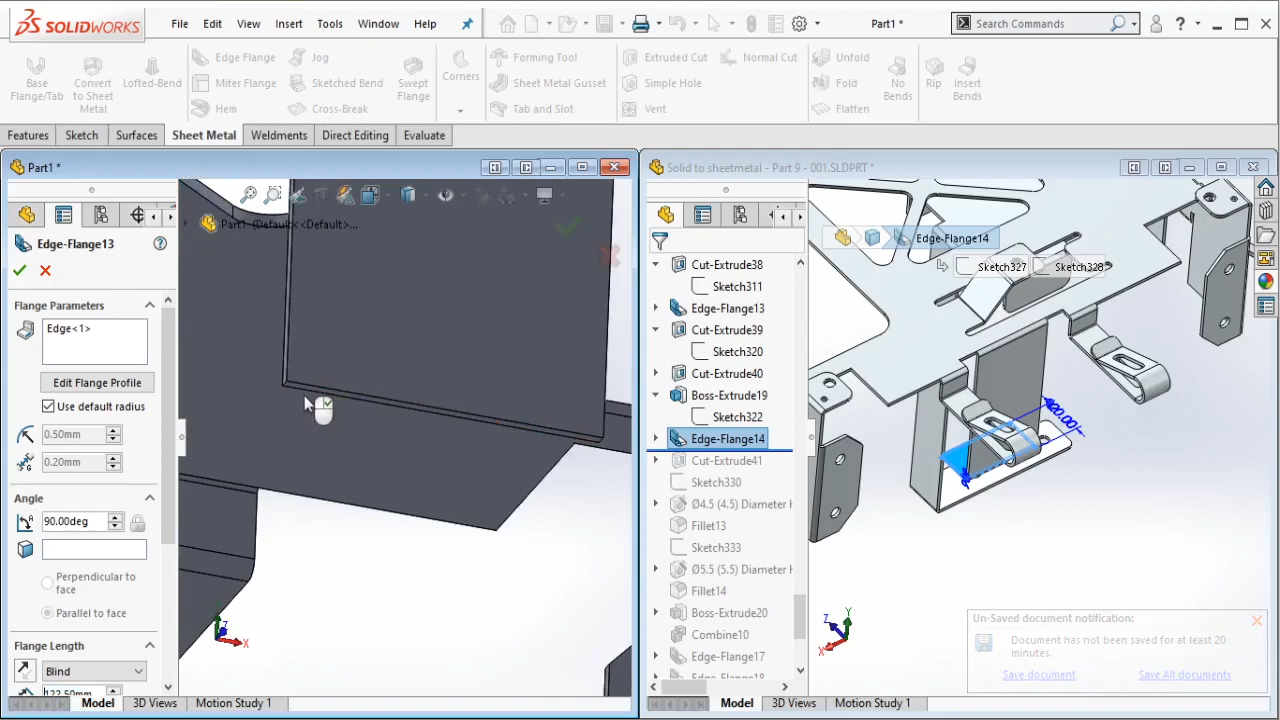 SOLIDWORKS
File Edit View Insert Tools Window Help
Part1 *
Search Commands
?
Base Flange/Tab
Convert to Sheet Metal
Lofted-Bend
Edge Flange
Miter Flange
Hem
Jog
Sketched Bend
Cross-Break
Swept Flange
Corners
Forming Tool
Sheet Metal Gusset
Tab and Slot
Extruded Cut
Simple Hole
Vent
Normal Cut
Unfold
Fold
Flatten
No Bends
Rip
Insert Bends
Features Sketch Surfaces Sheet Metal Weldments Direct Editing Evaluate
Part1 *
Part1 (Default<<Default>...
Edge-Flange13
Flange Parameters
Edge<1>
Edit Flange Profile
Use default radius
0.50mm
0.20mm
Angle
90.00deg
Perpendicular to
face
Parallel to face
Flange Length
Blind
122.50mm
Z
X
Model 3D Views Motion Study 1
Solid to sheetmetal - Part 9 - 001.SLDPRT *
Cut-Extrude38
Sketch311
Edge-Flange13
Cut-Extrude39
Sketch320
Cut-Extrude40
Boss-Extrude19
Sketch322
Edge-Flange14
Cut-Extrude41
Sketch330
Ø4.5 (4.5) Diameter H
Fillet13
Sketch333
Ø5.5 (5.5) Diameter H
Fillet14
Boss-Extrude20
Combine10
Edge-Flange17
Edge-Flange18
Edge-Flange14
Sketch327 Sketch328
Y
Z
X
Un-Saved document notification:
Document has not been saved for at least 20
minutes.
Save document Save All documents
Model 3D Views Motion Study 1